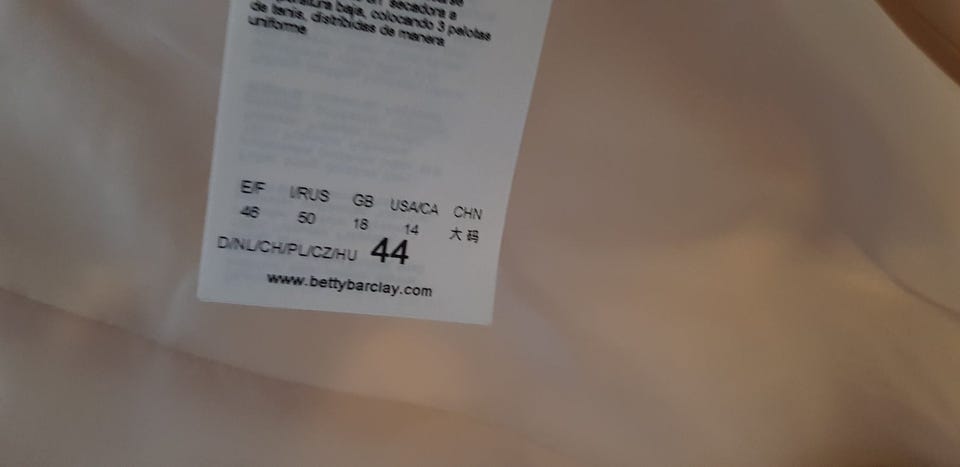 secadora a
baja, colocando 3 pelotas
de tenis, distribidas de manera
uniforme
E/F I/RUS GB USA/CA CHN
46 50 18 14 大码
D/NL/CH/PL/CZ/HU 44
www.bettybarclay.com